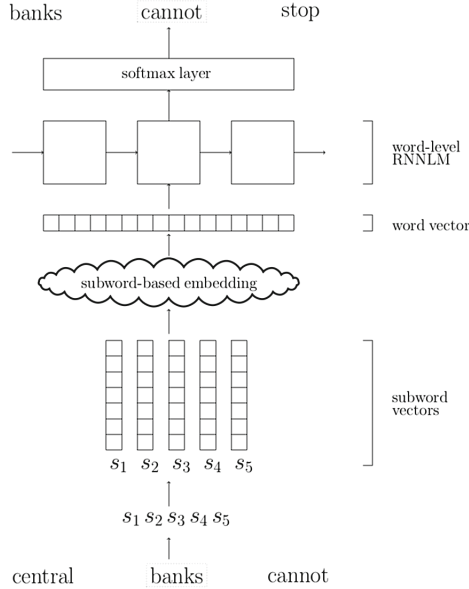 banks cannot stop
softmax layer
word-level
RNNLM
word vector
subword-based embedding
subword
vectors
s1 s2 s3 s4 s5
s1 s2 s3 s4 s5
central banks cannot